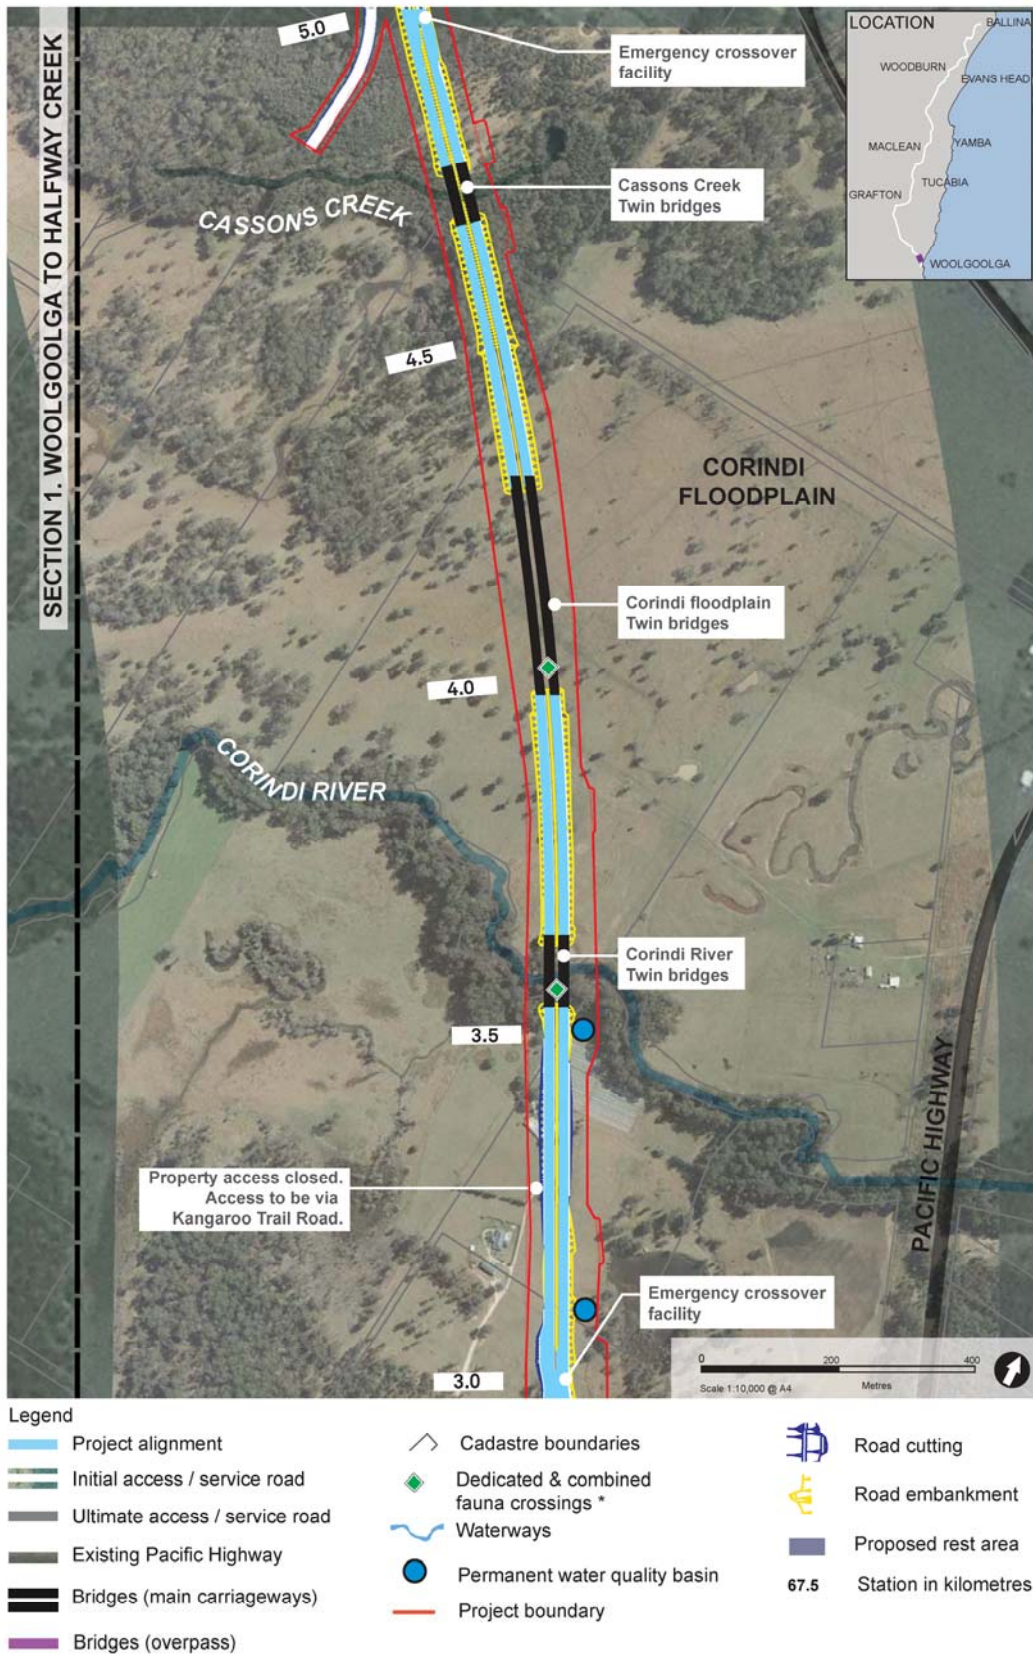 5.0
Emergency crossover
facility
LOCATION
BALLINA
WOODBURN
EVANS HEAD
MACLEAN
YAMBA
TUCABIA
GRAFTON
WOOLGOOLGA
SECTION 1. WOOLGOOLGA TO HALFWAY CREEK
Cassons Creek
Twin bridges
CASSONS CREEK
4.5
CORINDI
FLOODPLAIN
Corindi floodplain
Twin bridges
4.0
CORINDI RIVER
Corindi River
Twin bridges
3.5
PACIFIC HIGHWAY
Property access closed.
Access to be via
Kangaroo Trail Road.
Emergency crossover
facility
3.0
0 200 400
Scale 1:10,000 @ A4 Metres
Legend
Project alignment
Initial access / service road
Ultimate access / service road
Existing Pacific Highway
Bridges (main carriageways)
Bridges (overpass)
Cadastre boundaries
Dedicated & combined
fauna crossings *
Waterways
Permanent water quality basin
Project boundary
Road cutting
Road embankment
Proposed rest area
67.5 Station in kilometres